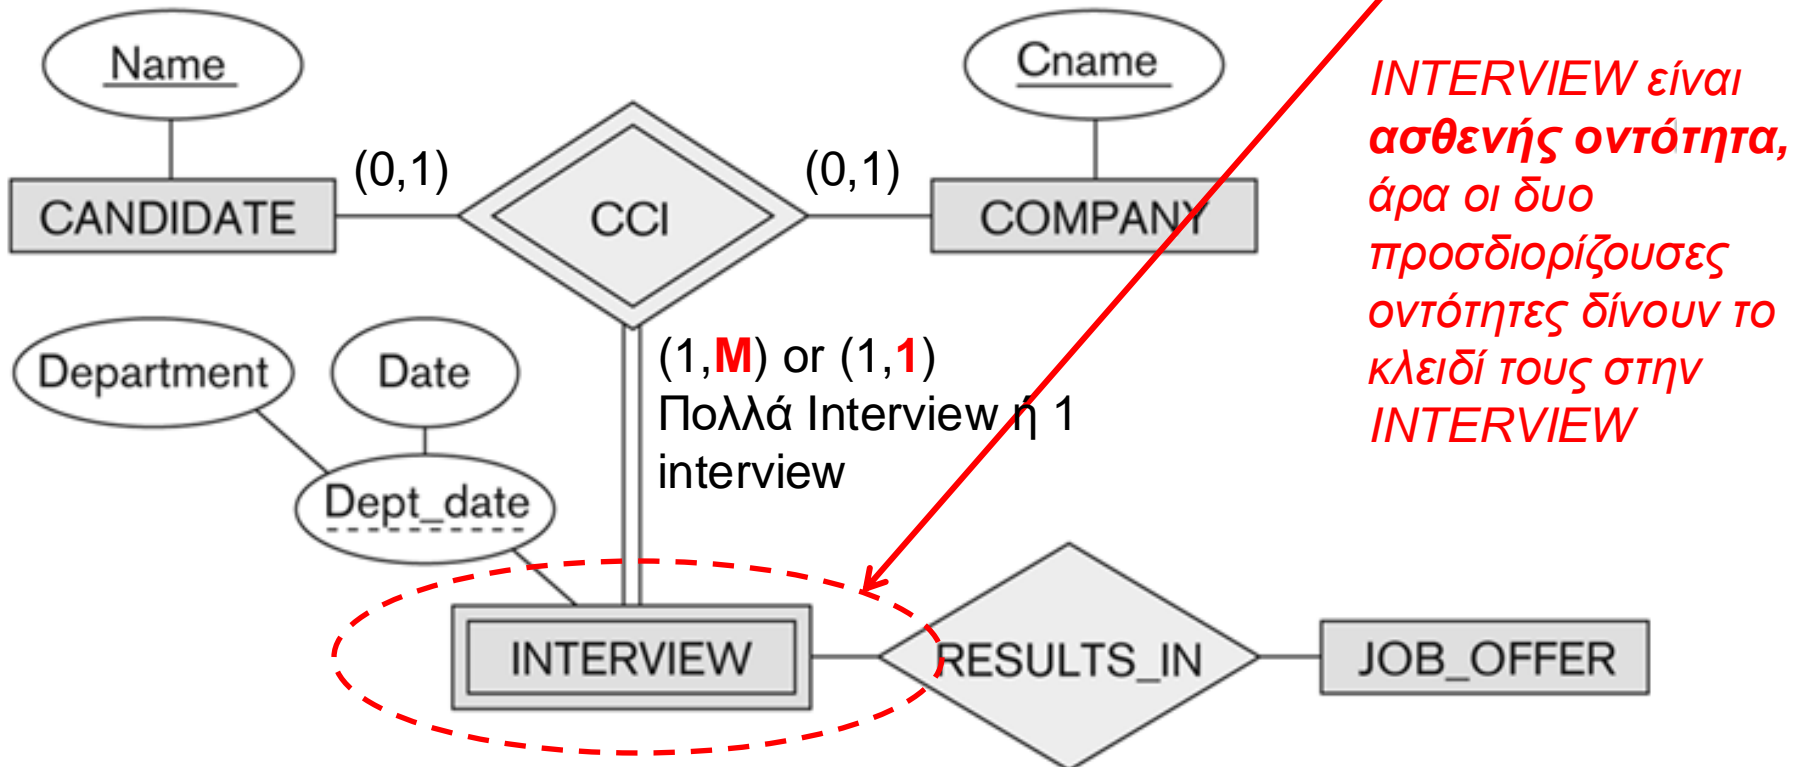 Name
Cname
CANDIDATE
(0,1)
CCI
(0,1)
COMPANY
INTERVIEW είναι
ασθενής οντότητα,
άρα οι δυο
προσδιορίζουσες
οντότητες δίνουν το
κλειδί τους στην
INTERVIEW
Department
Date
Dept_date
(1,M) or (1,1)
Πολλά Interview ή 1
interview
INTERVIEW
RESULTS_IN
JOB_OFFER